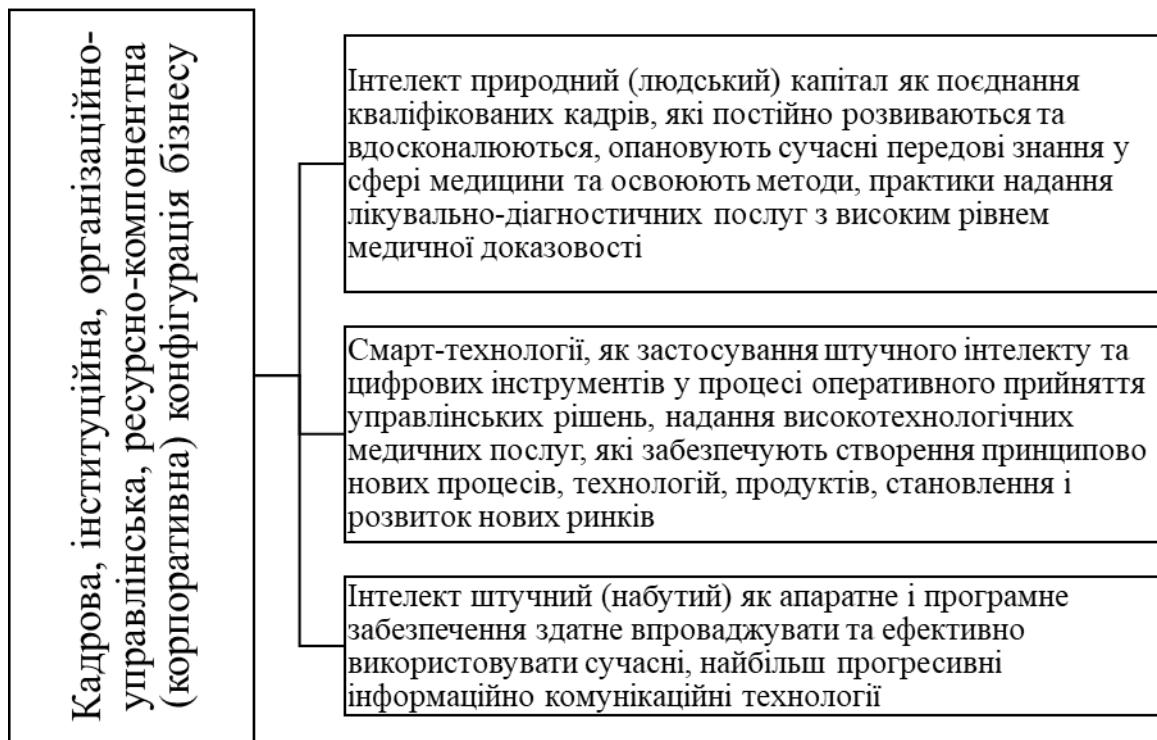 Кадрова, інституційна, організаційно-
управлінська, ресурсно-компонентна
(корпоративна) конфігурація бізнесу
Інтелект природний (людський) капітал як поєднання
кваліфікованих кадрів, які постійно розвиваються та
вдосконалюються, опановують сучасні передові знання у
сфері медицини та освоюють методи, практики надання
лікувально-діагностичних послуг з високим рівнем
медичної доказовості
Смарт-технології, як застосування штучного інтелекту та
цифрових інструментів у процесі оперативного прийняття
управлінських рішень, надання високотехнологічних
медичних послуг, які забезпечують створення принципово
нових процесів, технологій, продуктів, становлення і
розвиток нових ринків
Інтелект штучний (набутий) як апаратне і програмне
забезпечення здатне впроваджувати та ефективно
використовувати сучасні, найбільш прогресивні
інформаційно комунікаційні технології